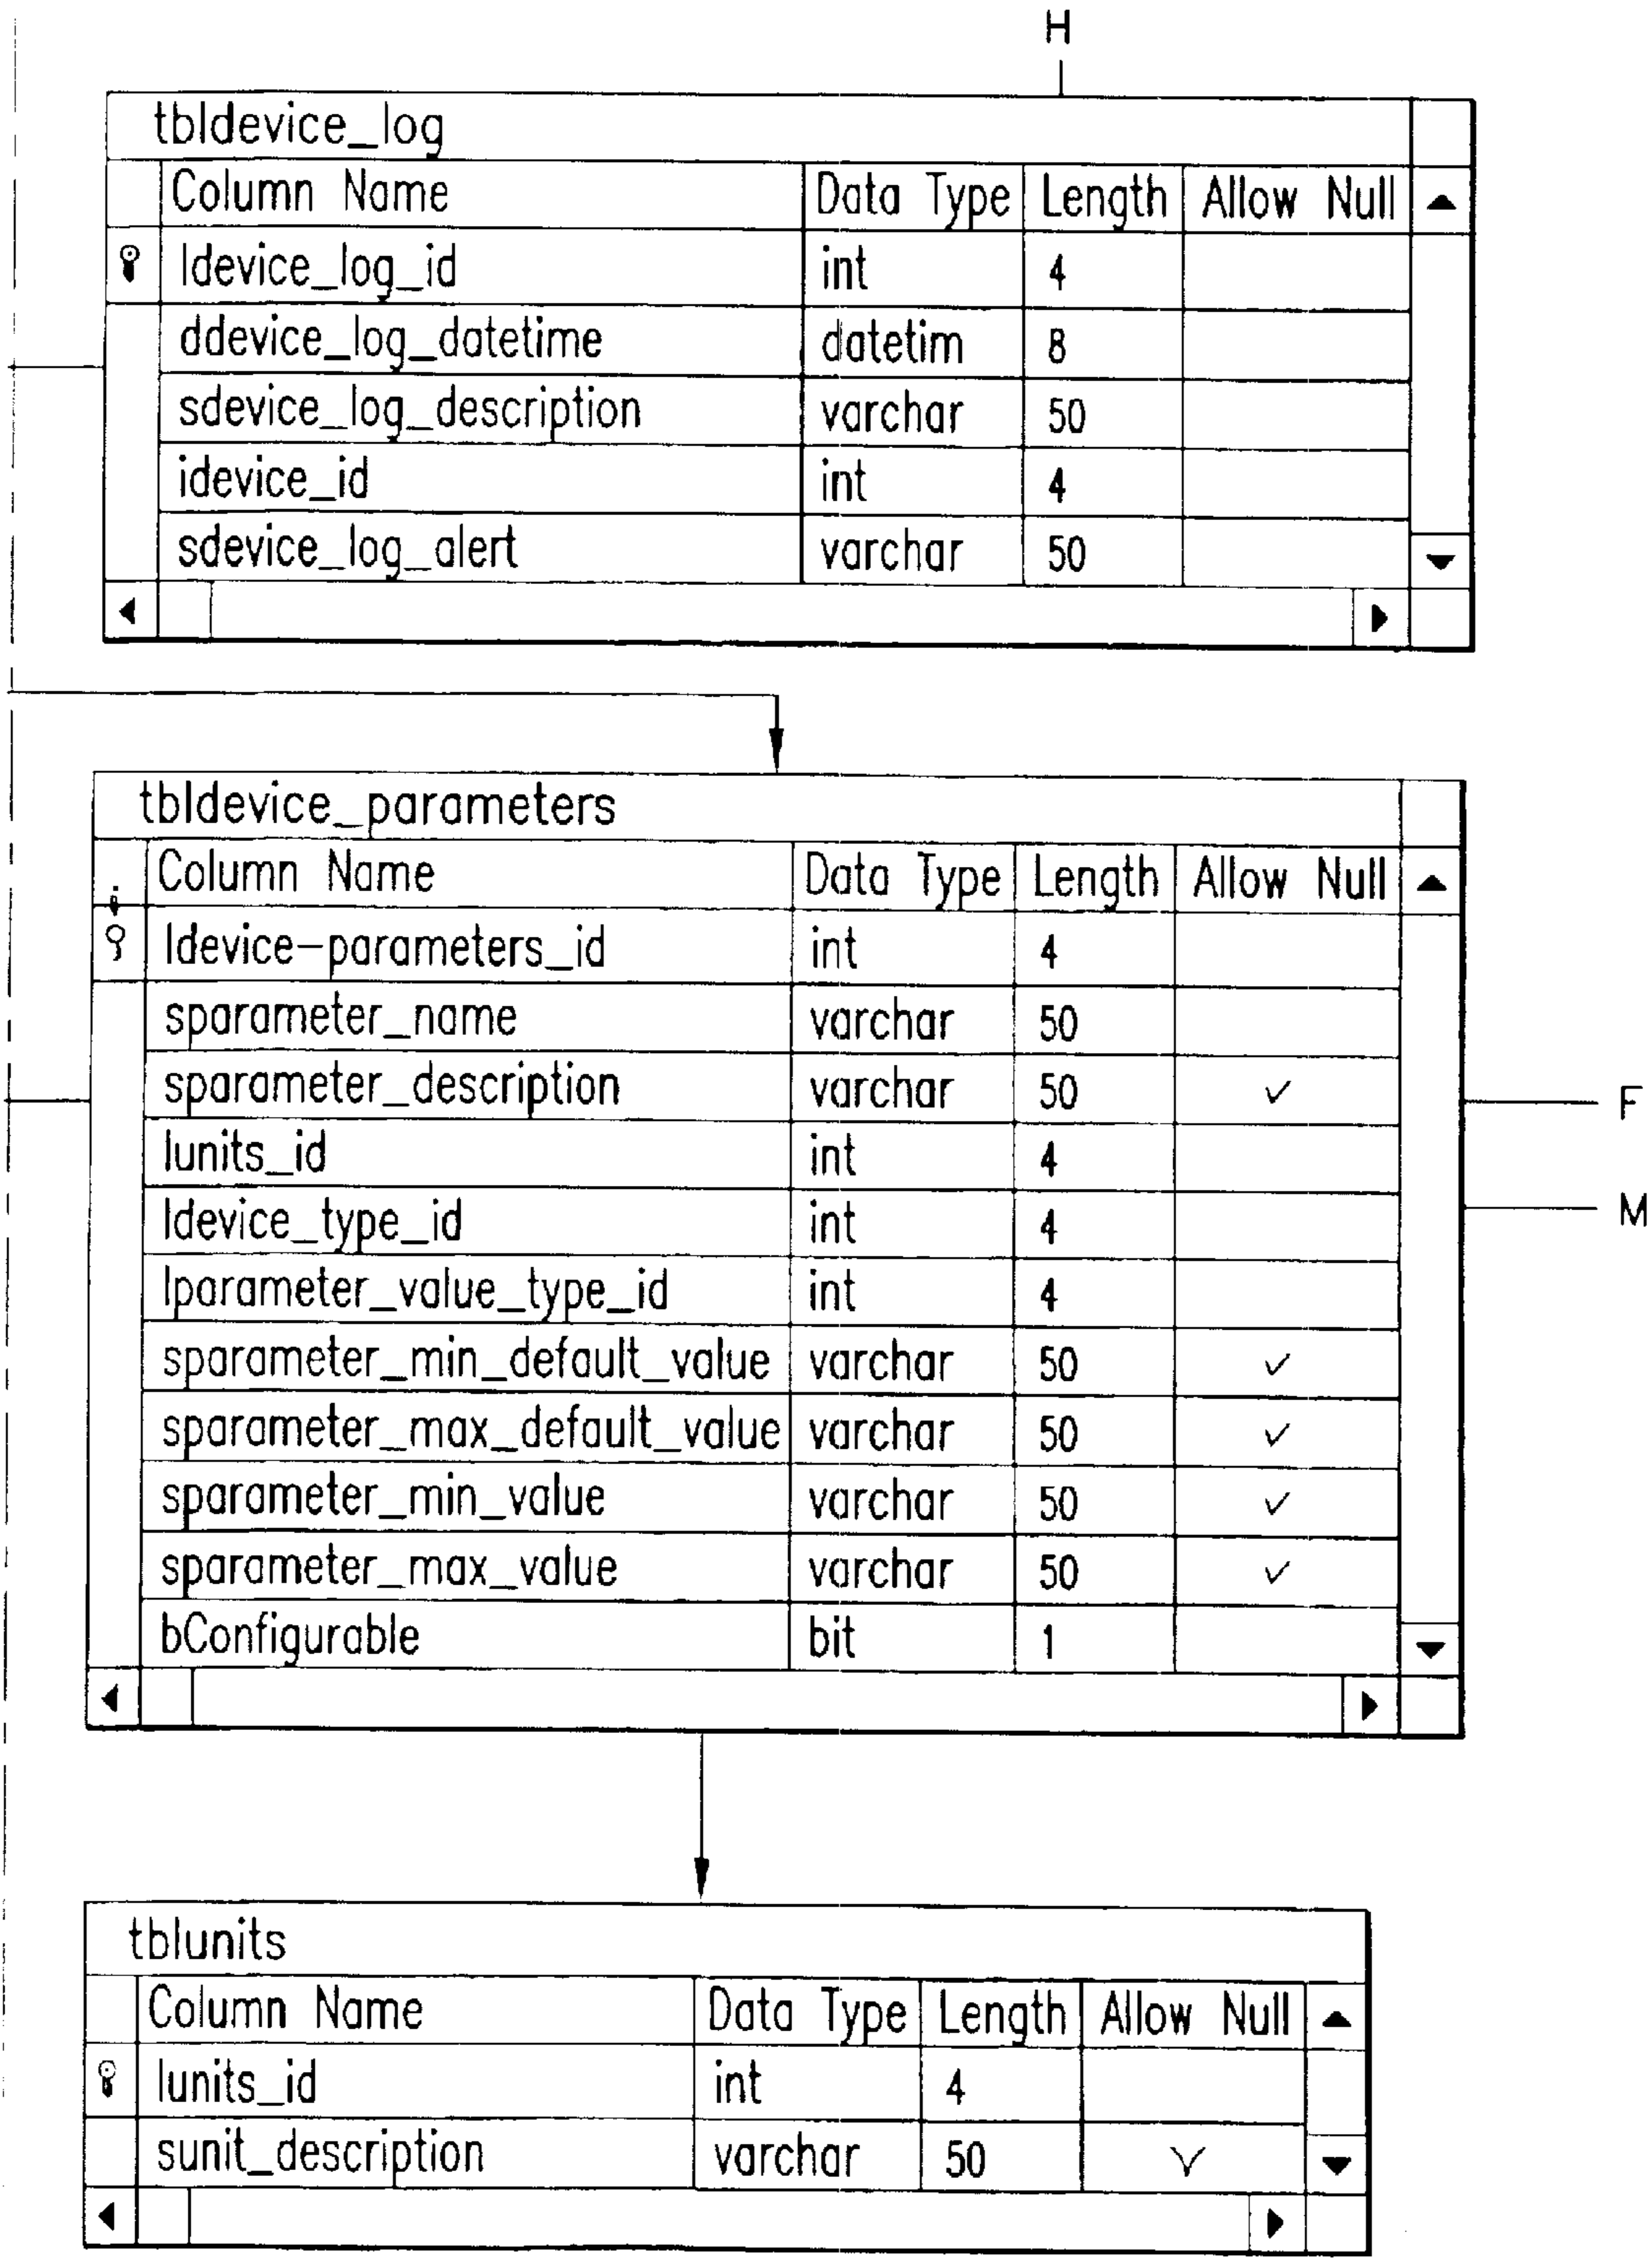 H
tbldevice_log
Column Name Data Type Length Allow Null
ldevice_log_id int 4
ddevice_log_datetime datetim 8
sdevice_log_description varchar 50
idevice_id int 4
sdevice_log_alert varchar 50
tbldevice_parameters
Column Name Data Type Length Allow Null
ldevice-parameters_id int 4
sparameter_name varchar 50
sparameter_description varchar 50 ✓
F
lunits_id int 4
ldevice_type_id int 4
M
lparameter_value_type_id int 4
sparameter_min_default_value varchar 50 ✓
sparameter_max_default_value varchar 50 ✓
sparameter_min_value varchar 50 ✓
sparameter_max_value varchar 50 ✓
bConfigurable bit 1
tblunits
Column Name Data Type Length Allow Null
lunits_id int 4
sunit_description varchar 50 ✓